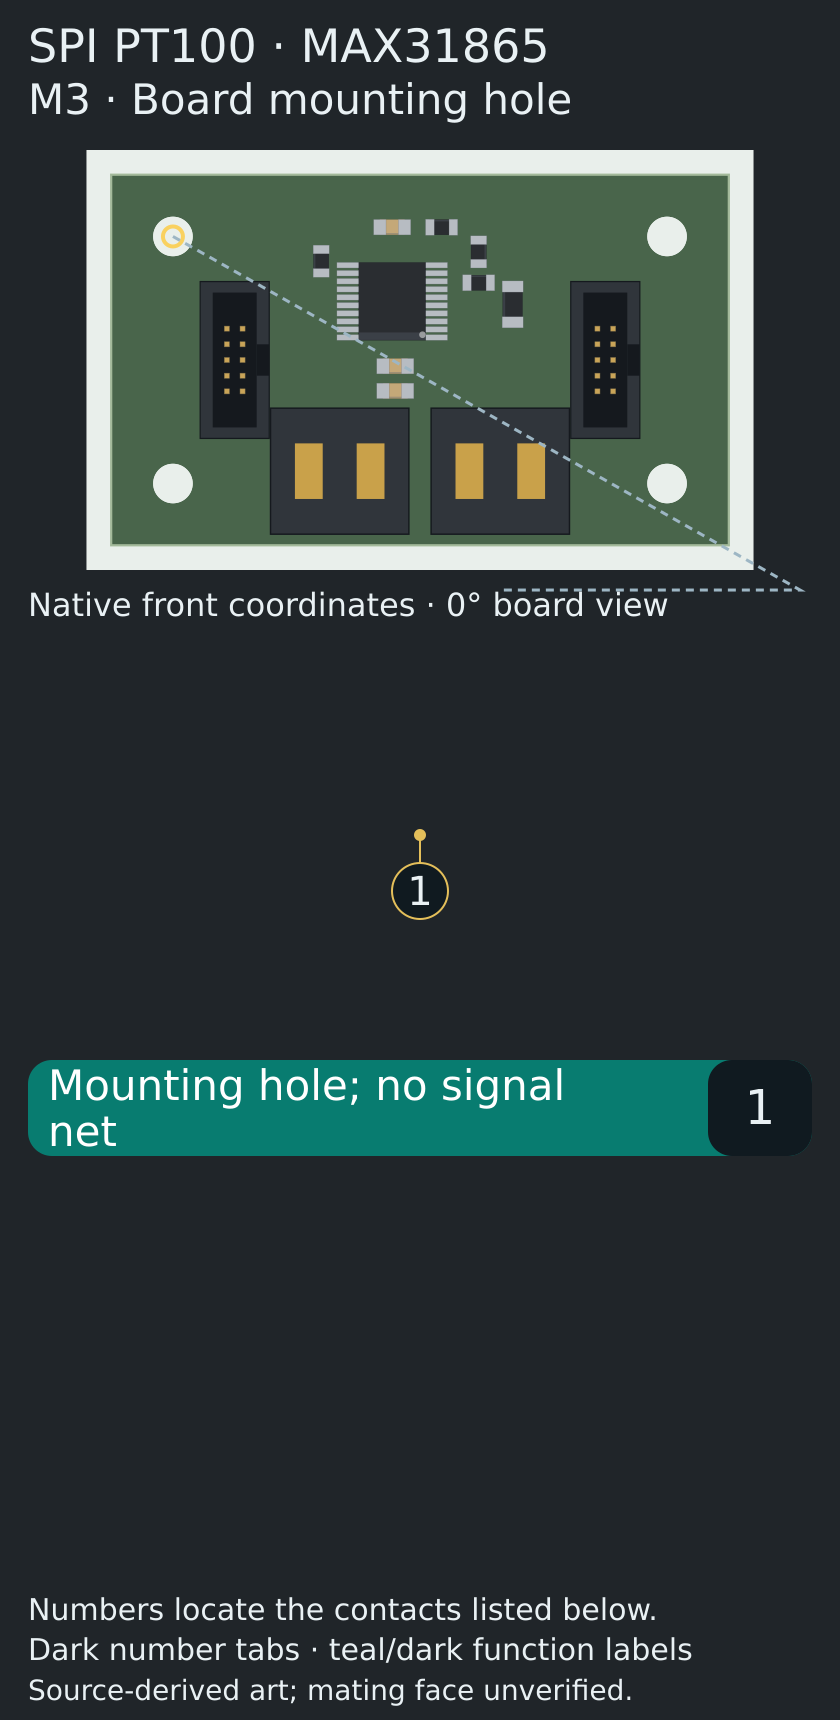 SPI PT100 · MAX31865
M3 · Board mounting hole
Native front coordinates · 0° board view
1
Mounting hole; no signal
net
1
Numbers locate the contacts listed below.
Dark number tabs · teal/dark function labels
Source-derived art; mating face unverified.